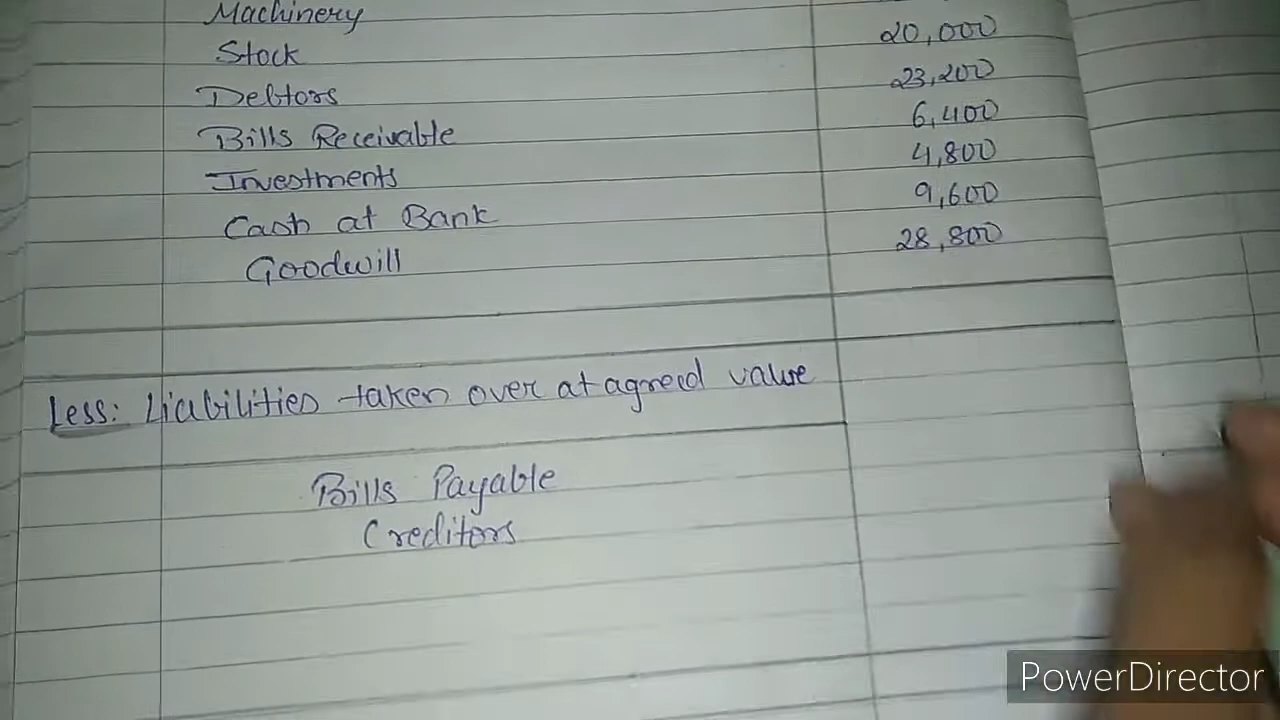 Machinery
Stock 20,000
Debtors 23,200
Bills Receivable 6,400
Investments 4,800
Cash at Bank 9,600
Goodwill 28,800
Less: Liabilities taken over at agreed value
Bills Payable
Creditors
PowerDirector